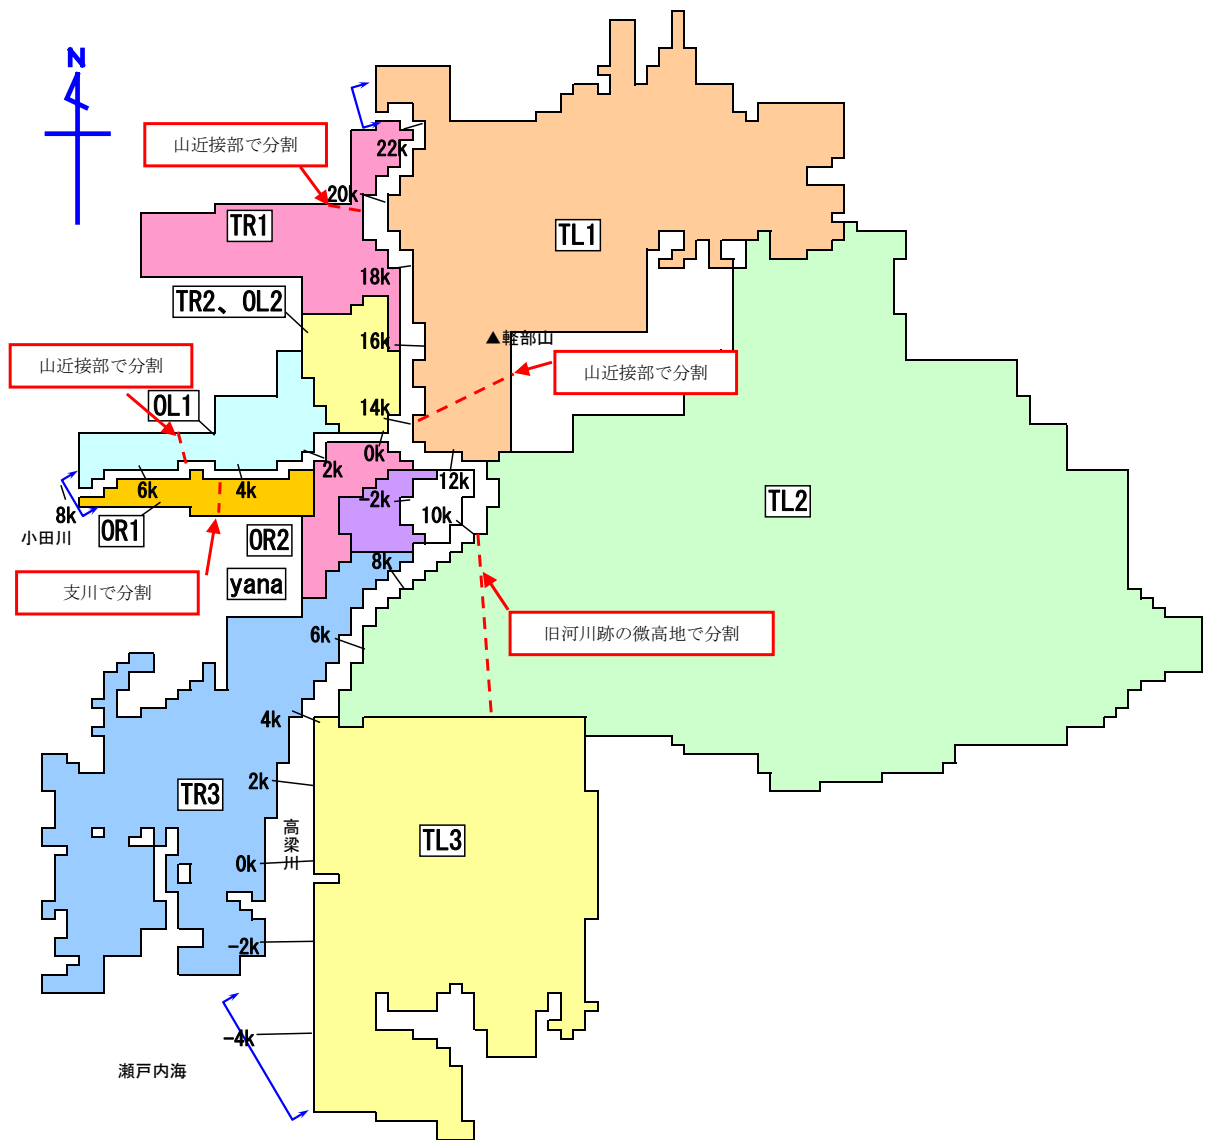 N
山近接部で分割
22k
20k
TR1
TL1
18k
TR2、OL2
16k
▲軽部山
山近接部で分割
山近接部で分割
OL1
14k
0k
2k
12k
6k
4k
-2k
TL2
8k
OR1
10k
小田川
OR2
8k
支川で分割
yana
旧河川跡の微高地で分割
6k
4k
2k
TR3
高梁川
TL3
0k
-2k
-4k
瀬戸内海